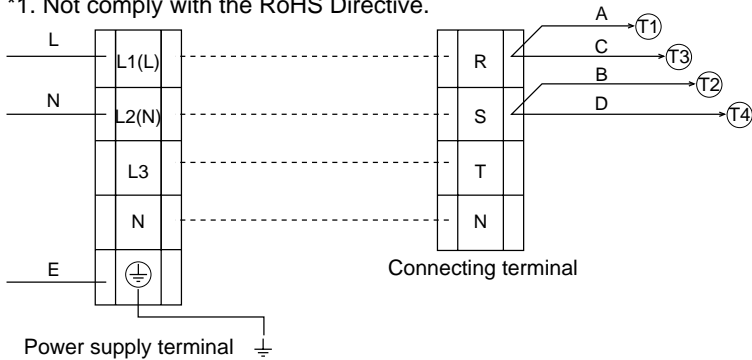 *1. Not comply with the RoHS Directive.
L
L1(L)
N
L2(N)
L3
N
E
Power supply terminal
R
S
T
N
Connecting terminal
A
T1
C
T3
B
T2
D
T4